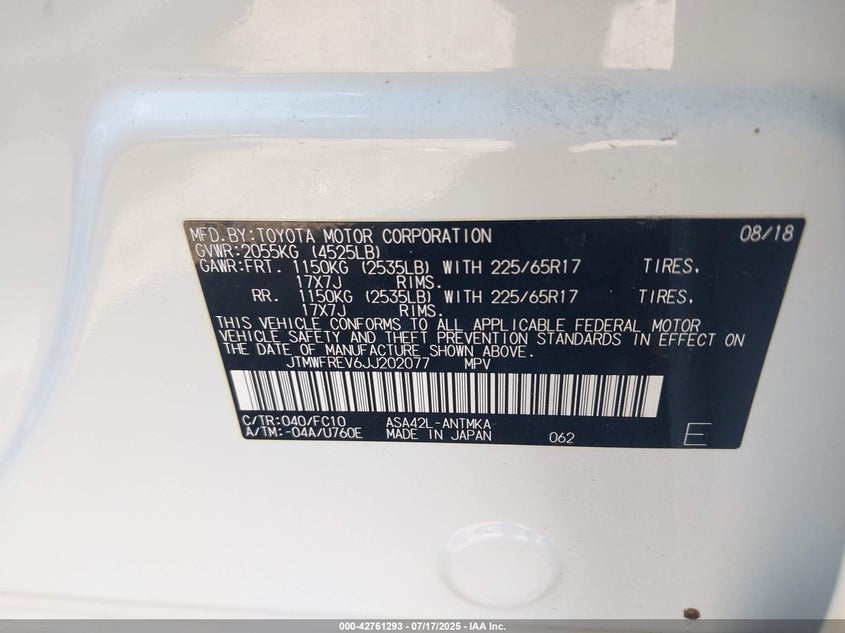 MFD.BY:TOYOTA MOTOR CORPORATION 08/18
GVWR:2055KG (4525LB)
GAWR:FRT. 1150KG (2535LB) WITH 225/65R17 TIRES.
17X7J RIMS.
RR. 1150KG (2535LB) WITH 225/65R17 TIRES.
17X7J RIMS.
THIS VEHICLE CONFORMS TO ALL APPLICABLE FEDERAL MOTOR
VEHICLE SAFETY AND THEFT PREVENTION STANDARDS IN EFFECT ON
THE DATE OF MANUFACTURE SHOWN ABOVE.
JTMWFREV6JJ202077 MPV
C/TR:040/FC10 ASA42L-ANTMKA
A/TM:-04A/U760E MADE IN JAPAN 062 E
000-42761293 - 07/17/2025 - IAA Inc.